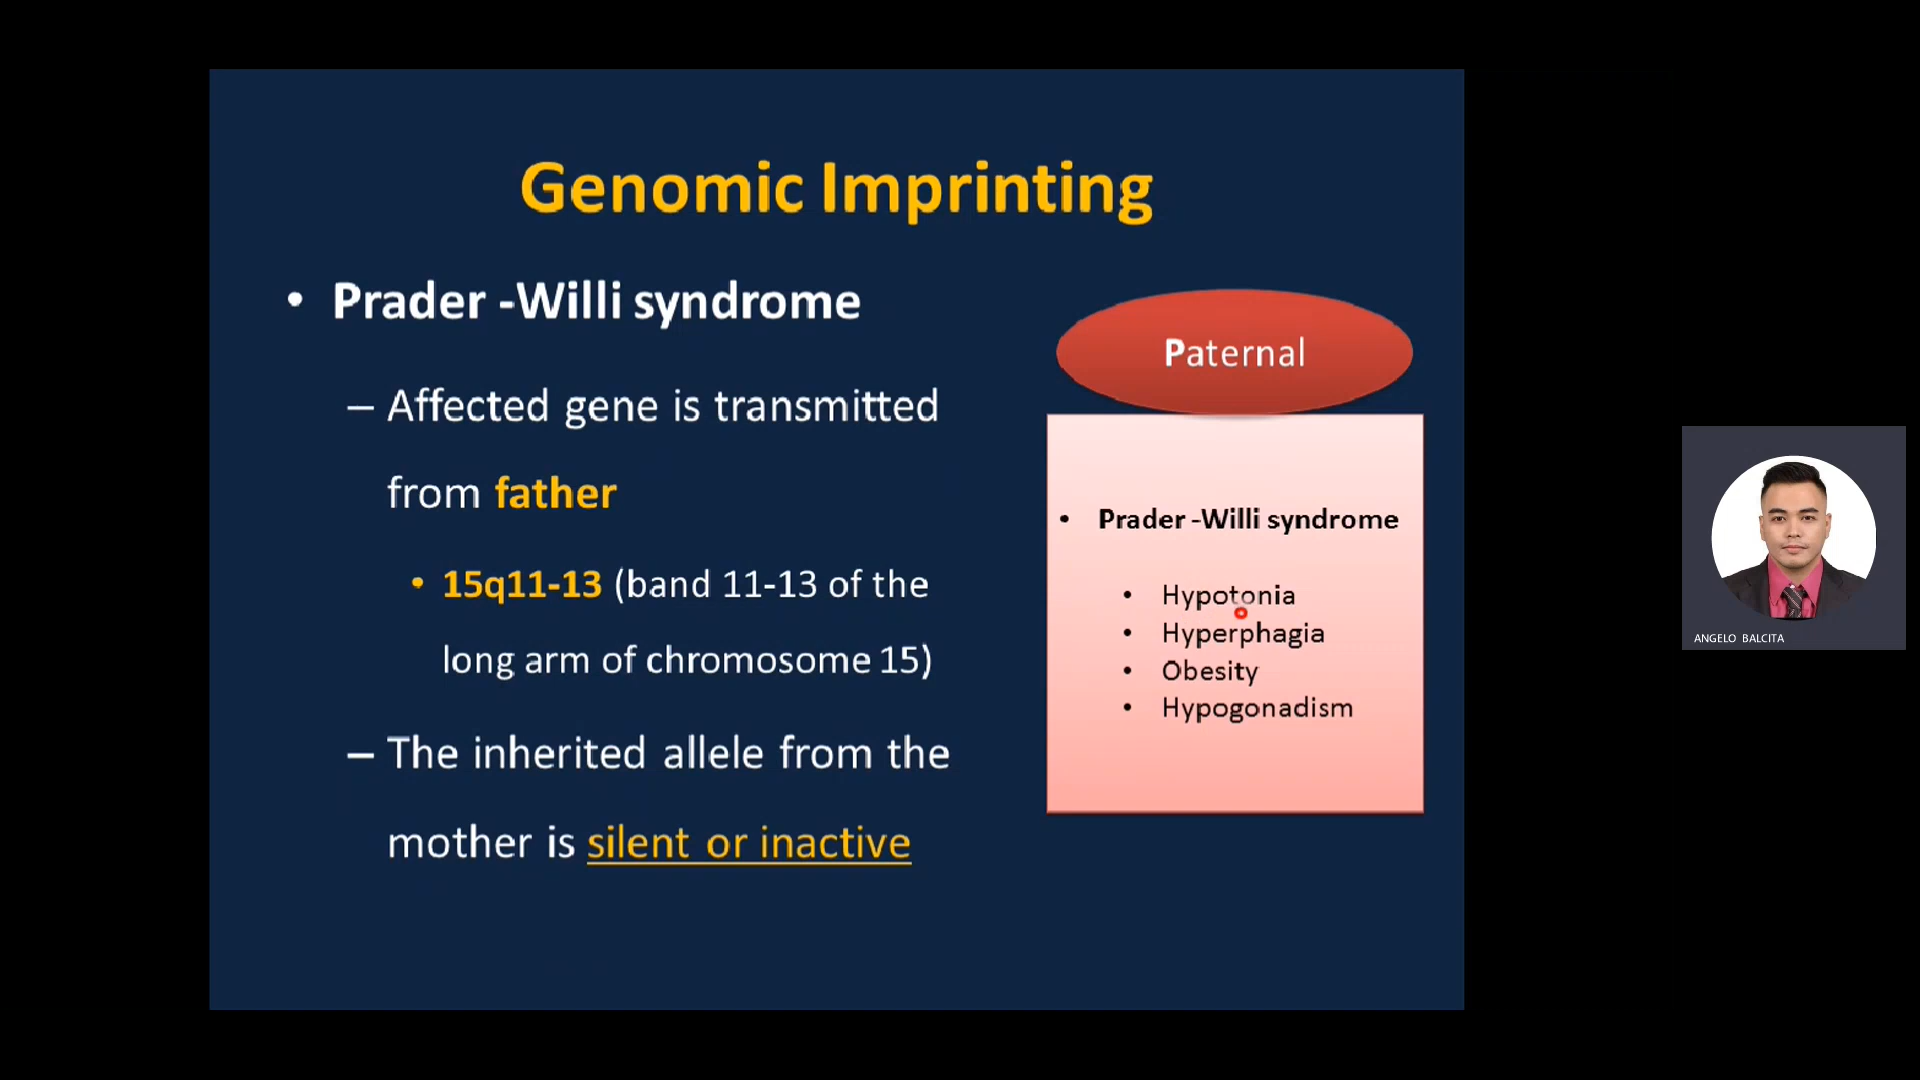 Genomic Imprinting
• Prader -Willi syndrome
– Affected gene is transmitted
from father
• 15q11-13 (band 11-13 of the
long arm of chromosome 15)
– The inherited allele from the
mother is silent or inactive
Paternal
• Prader -Willi syndrome
• Hypotonia
• Hyperphagia
• Obesity
• Hypogonadism
ANGELO BALCITA